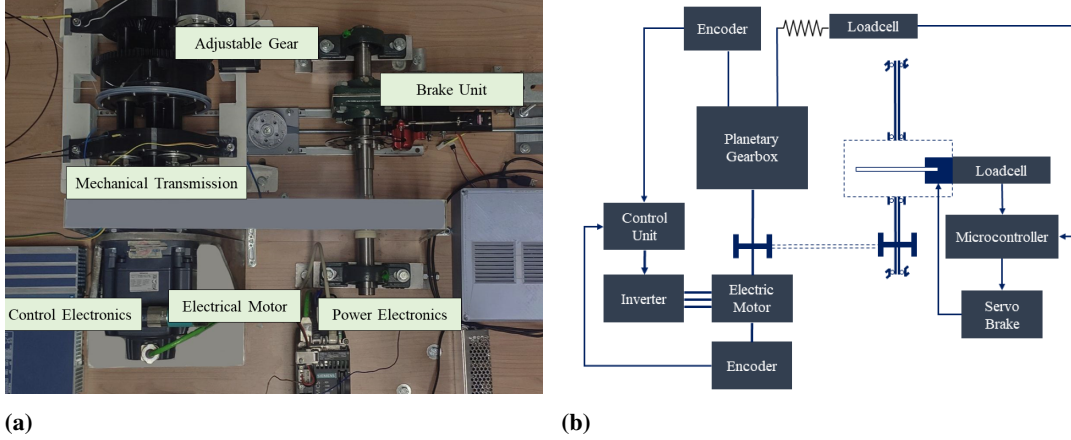 Adjustable Gear
Brake Unit
Mechanical Transmission
Electrical Motor
Control Electronics
Power Electronics
(a)
Encoder
Loadcell
Planetary
Gearbox
Loadcell
Control
Unit
Microcontroller
Inverter
Electric
Motor
Servo
Brake
Encoder
(b)